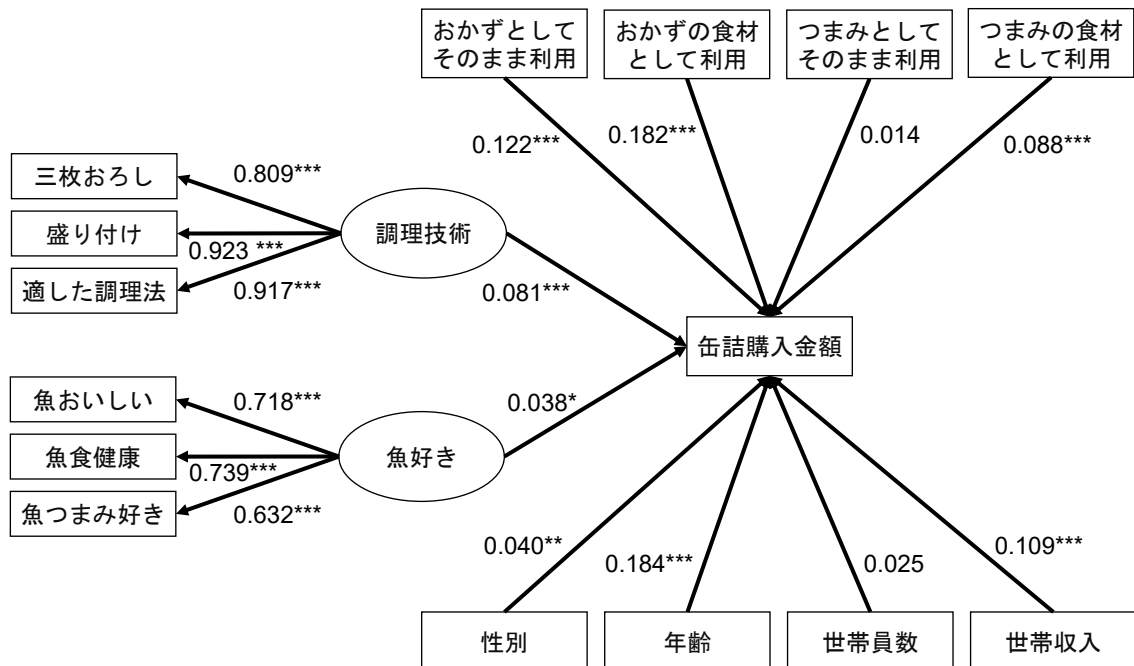 おかずとして
そのまま利用
おかずの食材
として利用
つまみとして
そのまま利用
つまみの食材
として利用
0.122***
0.182***
0.014
0.088***
三枚おろし
盛り付け
適した調理法
0.809***
0.923 ***
0.917***
調理技術
0.081***
缶詰購入金額
魚おいしい
魚食健康
魚つまみ好き
0.718***
0.739***
0.632***
魚好き
0.038*
0.040**
0.184***
0.025
0.109***
性別
年齢
世帯員数
世帯収入